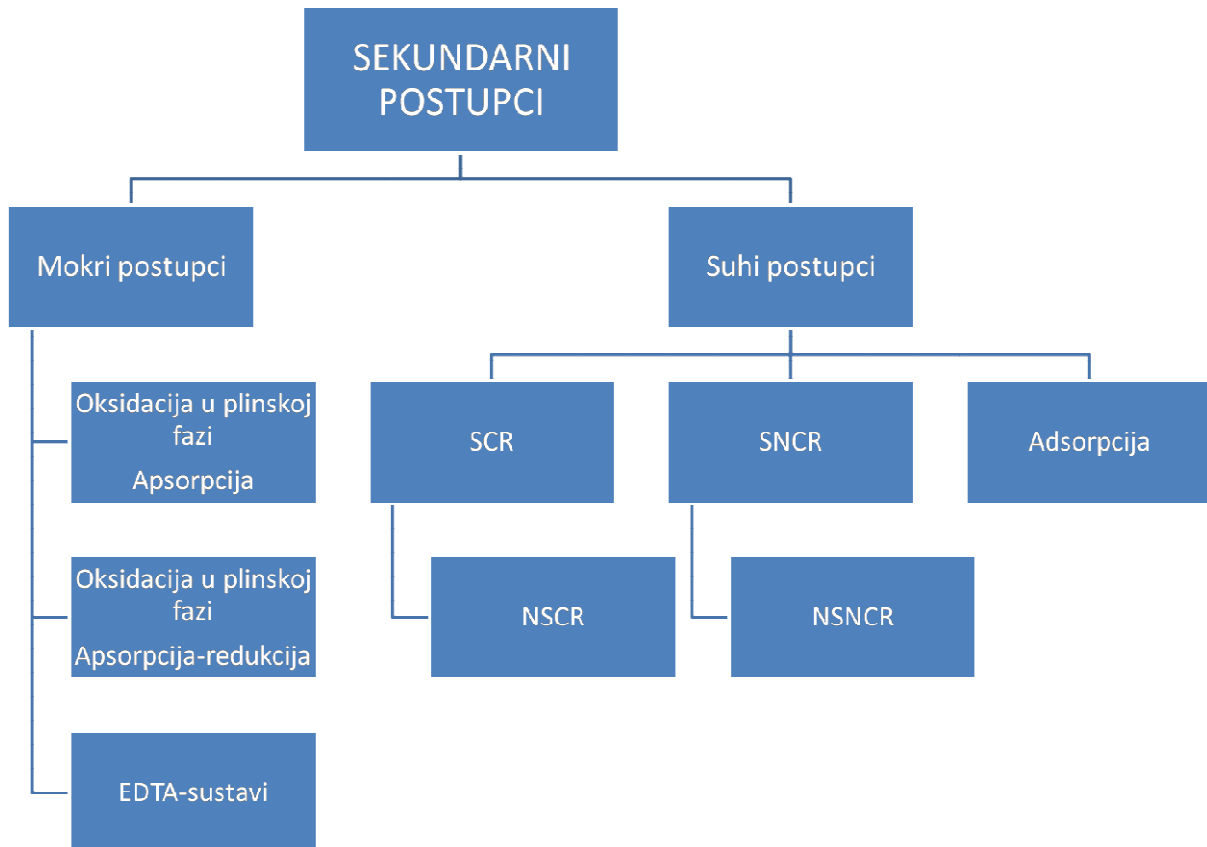 SEKUNDARNI
POSTUPCI
Mokri postupci
Suhi postupci
Oksidacija u plinskoj
fazi
Apsorpcija
SCR
SNCR
Adsorpcija
Oksidacija u plinskoj
fazi
Apsorpcija-redukcija
NSCR
NSNCR
EDTA-sustavi